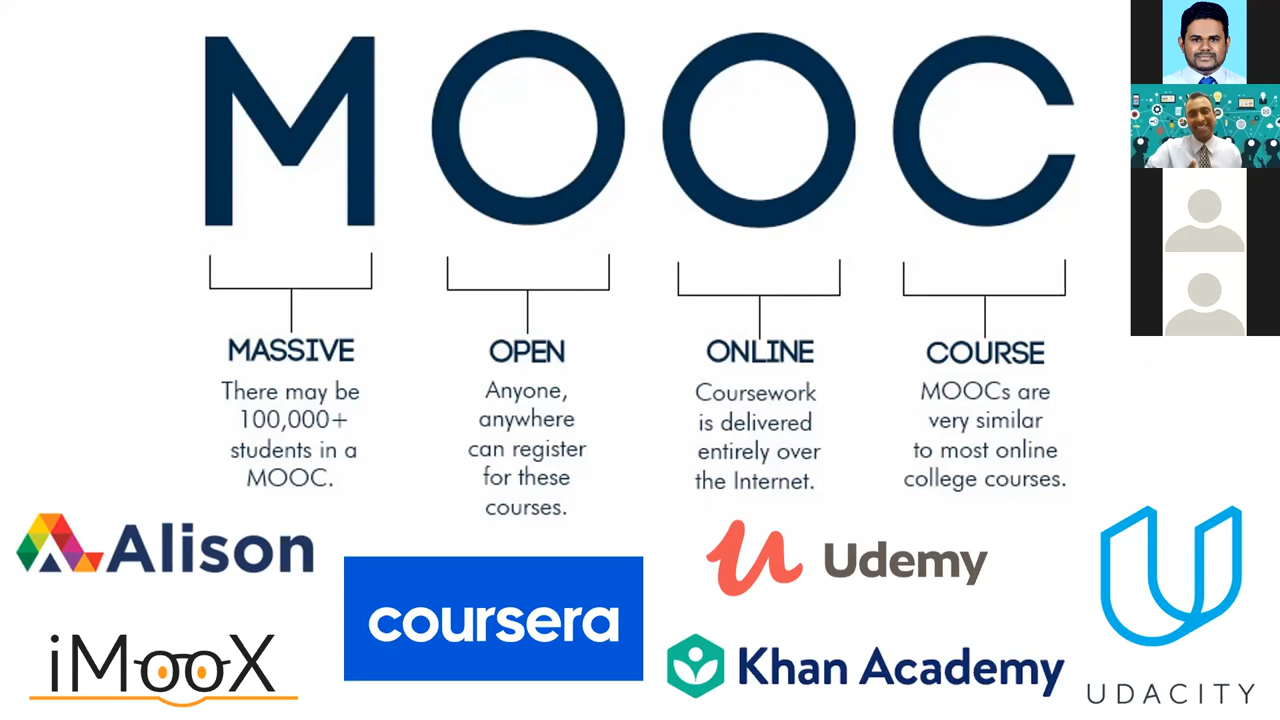 MOOC
MASSIVE
There may be
100,000+
students in a
MOOC.
OPEN
Anyone,
anywhere
can register
for these
courses.
ONLINE
Coursework
is delivered
entirely over
the Internet.
COURSE
MOOCs are
very similar
to most online
college courses.
Alison
coursera
Udemy
iMooX
Khan Academy
UDACITY